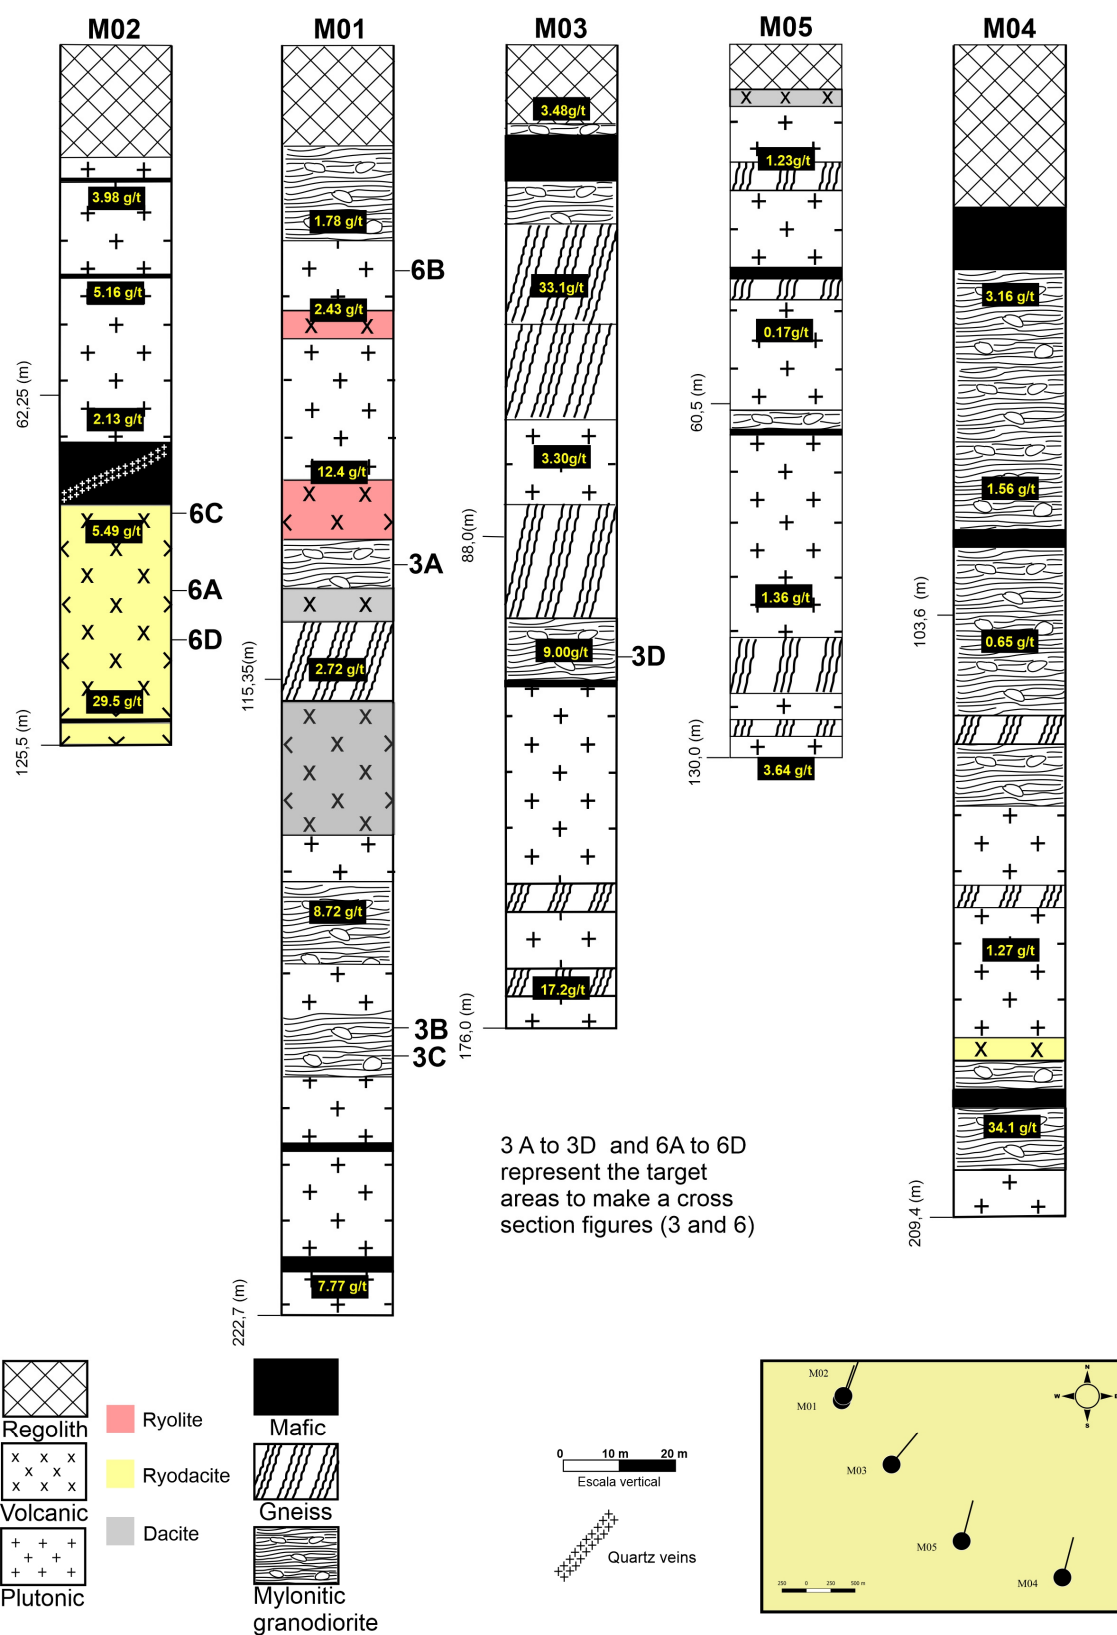 M02
M01
M03
M05
M04
3.98 g/t
5.16 g/t
62,25 (m)
2.13 g/t
6C
5.49 g/t
6A
6D
29.5 g/t
125,5 (m)
1.78 g/t
6B
2.43 g/t
12.4 g/t
3A
2.72 g/t
115,35(m)
8.72 g/t
3B
3C
7.77 g/t
222,7 (m)
3.48g/t
33.1g/t
3.30g/t
88,0(m)
9.00g/t
3D
17.2g/t
176,0 (m)
1.23g/t
0.17g/t
60,5 (m)
1.36 g/t
130,0 (m)
3.64 g/t
3.16 g/t
1.56 g/t
103,6 (m)
0.65 g/t
1.27 g/t
34.1 g/t
209,4 (m)
3 A to 3D and 6A to 6D
represent the target
areas to make a cross
section figures (3 and 6)
Regolith
Volcanic
Plutonic
Ryolite
Ryodacite
Dacite
Mafic
Gneiss
Mylonitic
granodiorite
0 10 m 20 m
Escala vertical
Quartz veins
M02
M01
M03
M05
M04
N
W E
S
250 0 250 500 m